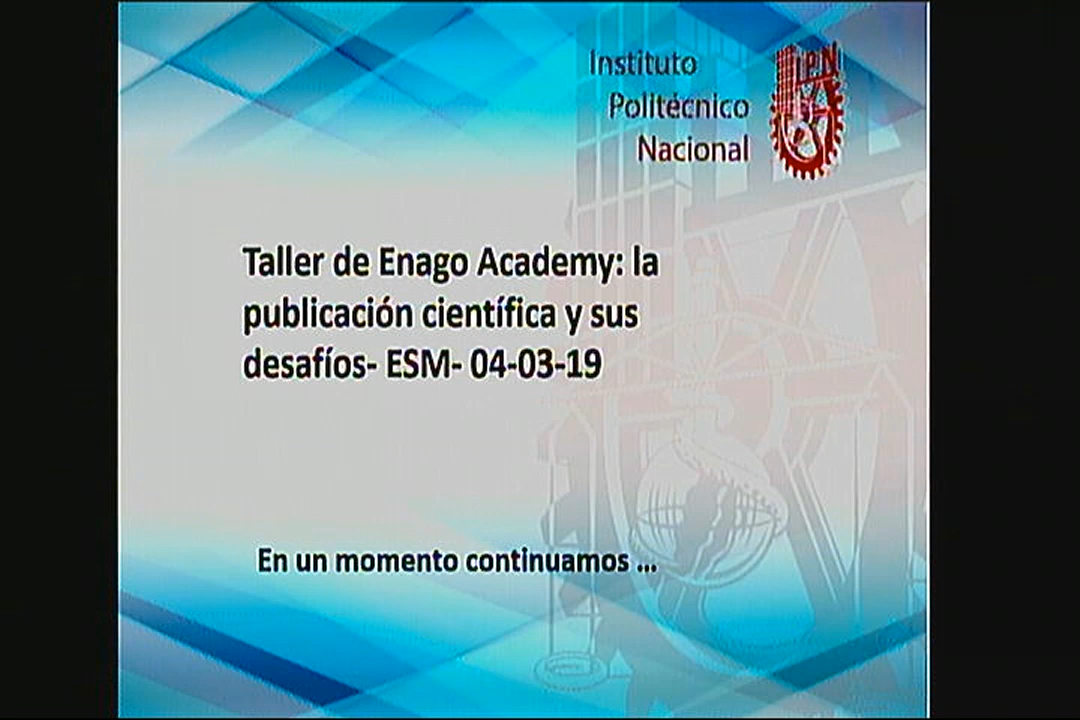 Instituto
Politécnico
Nacional
IPN
Taller de Enago Academy: la
publicación científica y sus
desafíos- ESM- 04-03-19
En un momento continuamos ...